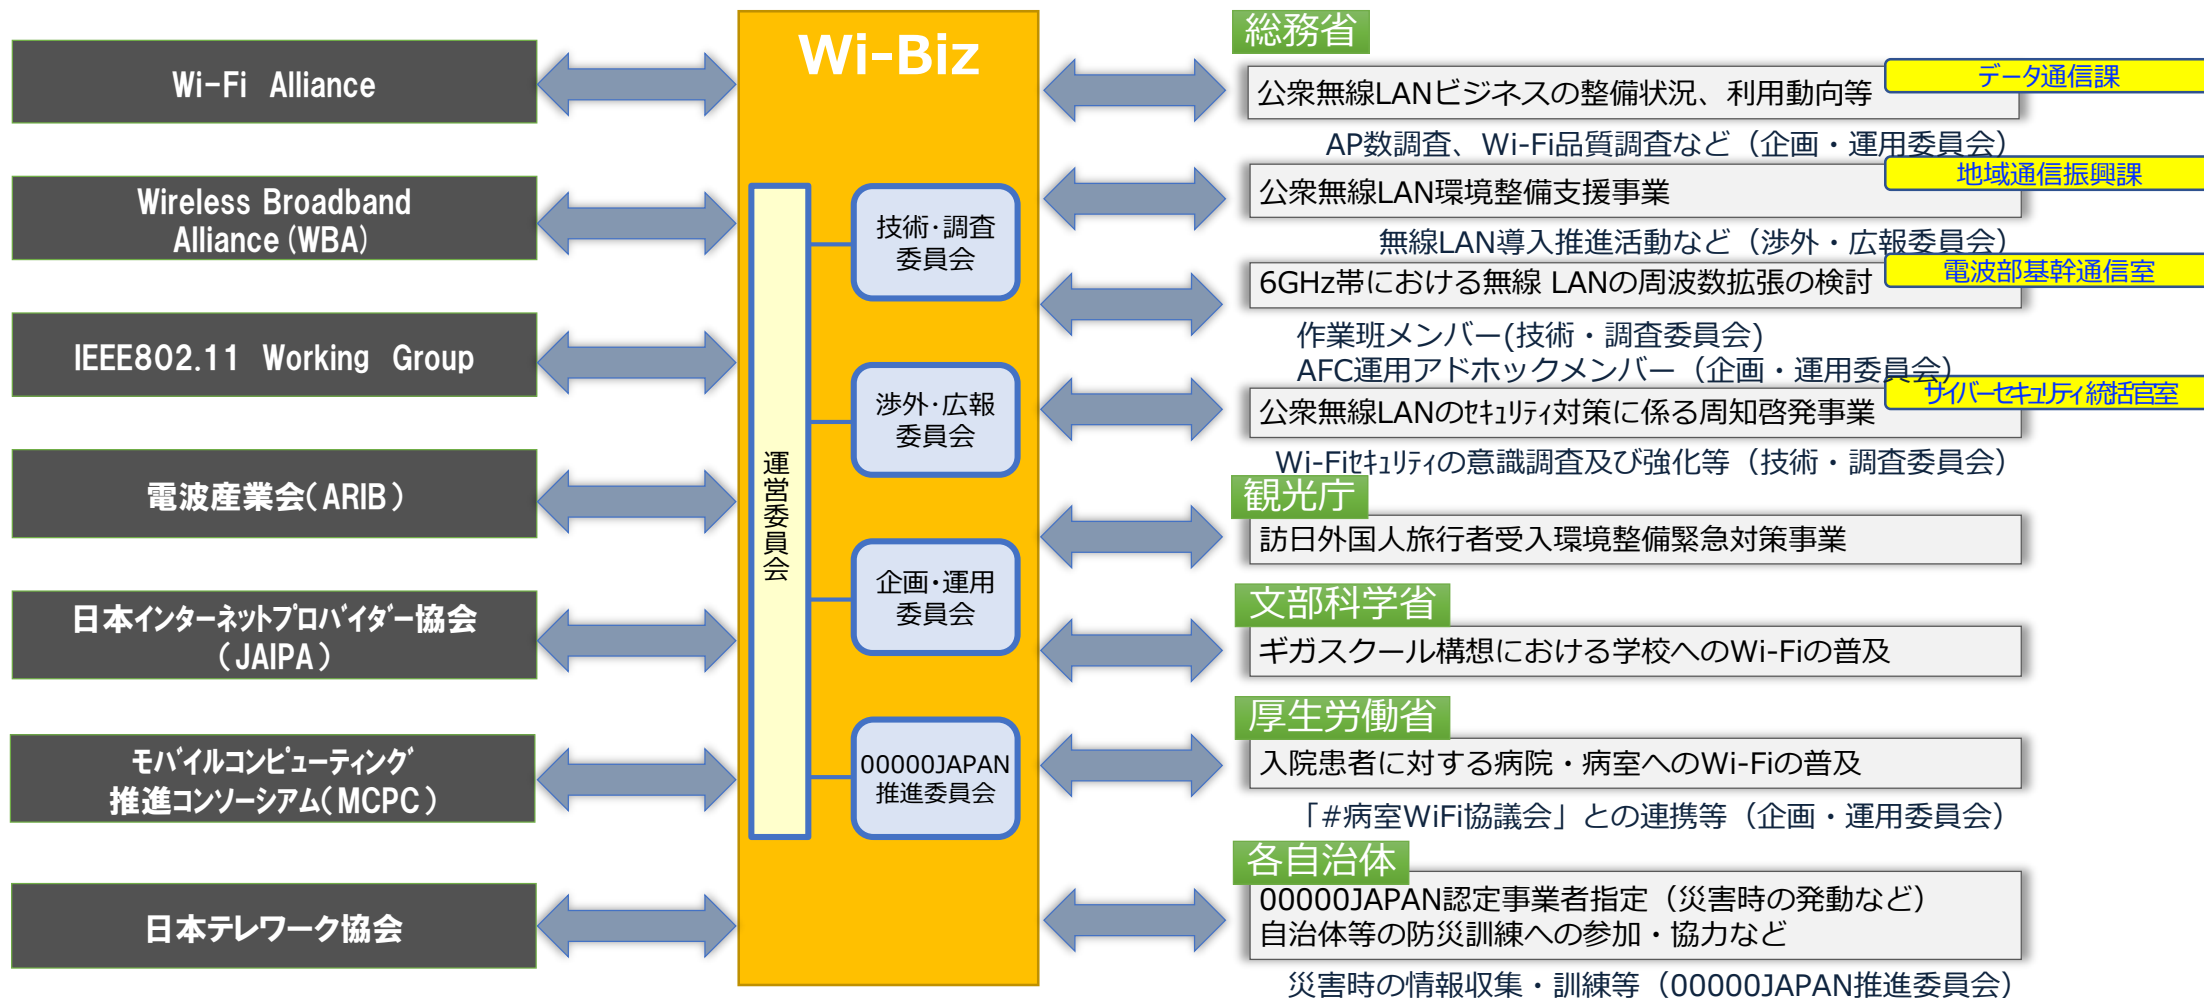 Wi-Fi Alliance
Wireless Broadband
Alliance(WBA)
IEEE802.11 Working Group
電波産業会(ARIB)
日本インターネットプロバイダー協会
(JAIPA)
モバイルコンピューティング
推進コンソーシアム(MCPC)
日本テレワーク協会
Wi-Biz
運営委員会
技術・調査
委員会
渉外・広報
委員会
企画・運用
委員会
00000JAPAN
推進委員会
総務省
データ通信課
公衆無線LANビジネスの整備状況、利用動向等
AP数調査、Wi-Fi品質調査など（企画・運用委員会）
地域通信振興課
公衆無線LAN環境整備支援事業
無線LAN導入推進活動など（渉外・広報委員会）
電波部基幹通信室
6GHz帯における無線 LANの周波数拡張の検討
作業班メンバー(技術・調査委員会)
AFC運用アドホックメンバー（企画・運用委員会）
サイバーセキュリティ統括官室
公衆無線LANのｾｷｭﾘﾃｨ対策に係る周知啓発事業
Wi-Fiｾｷｭﾘﾃｨの意識調査及び強化等（技術・調査委員会）
観光庁
訪日外国人旅行者受入環境整備緊急対策事業
文部科学省
ギガスクール構想における学校へのWi-Fiの普及
厚生労働省
入院患者に対する病院・病室へのWi-Fiの普及
「#病室WiFi協議会」との連携等（企画・運用委員会）
各自治体
00000JAPAN認定事業者指定（災害時の発動など）
自治体等の防災訓練への参加・協力など
災害時の情報収集・訓練等（00000JAPAN推進委員会）